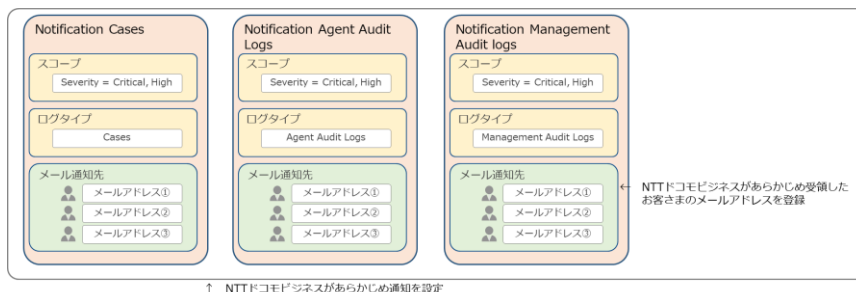 Notification Cases
スコープ
Severity = Critical, High
ログタイプ
Cases
メール通知先
メールアドレス①
メールアドレス②
メールアドレス③
Notification Agent Audit
Logs
スコープ
Severity = Critical, High
ログタイプ
Agent Audit Logs
メール通知先
メールアドレス①
メールアドレス②
メールアドレス③
Notification Management
Audit logs
スコープ
Severity = Critical, High
ログタイプ
Management Audit Logs
メール通知先
メールアドレス①
メールアドレス②
メールアドレス③
← NTTドコモビジネスがあらかじめ受領した
お客さまのメールアドレスを登録
↑ NTTドコモビジネスがあらかじめ通知を設定